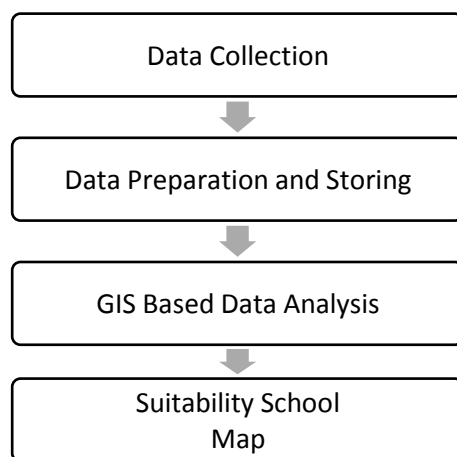 Data Collection
Data Preparation and Storing
GIS Based Data Analysis
Suitability School
Map